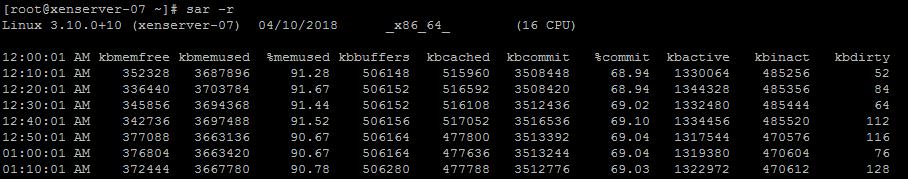 [root@xenserver-07 ~]# sar -r
Linux 3.10.0+10 (xenserver-07) 04/10/2018 _x86_64_ (16 CPU)
12:00:01 AM kbmemfree kbmemused %memused kbbuffers kbcached kbcommit %commit kbactive kbinact kbdirty
12:10:01 AM 352328 3687896 91.28 506148 515960 3508448 68.94 1330064 485256 52
12:20:01 AM 336440 3703784 91.67 506152 516592 3508420 68.94 1344328 485356 84
12:30:01 AM 345856 3694368 91.44 506152 516108 3512436 69.02 1332480 485444 64
12:40:01 AM 342736 3697488 91.52 506156 517052 3516536 69.10 1334456 485520 112
12:50:01 AM 377088 3663136 90.67 506164 477800 3513392 69.04 1317544 470576 116
01:00:01 AM 376804 3663420 90.67 506164 477636 3513244 69.04 1319380 470604 76
01:10:01 AM 372444 3667780 90.78 506280 477788 3512776 69.03 1322972 470612 128